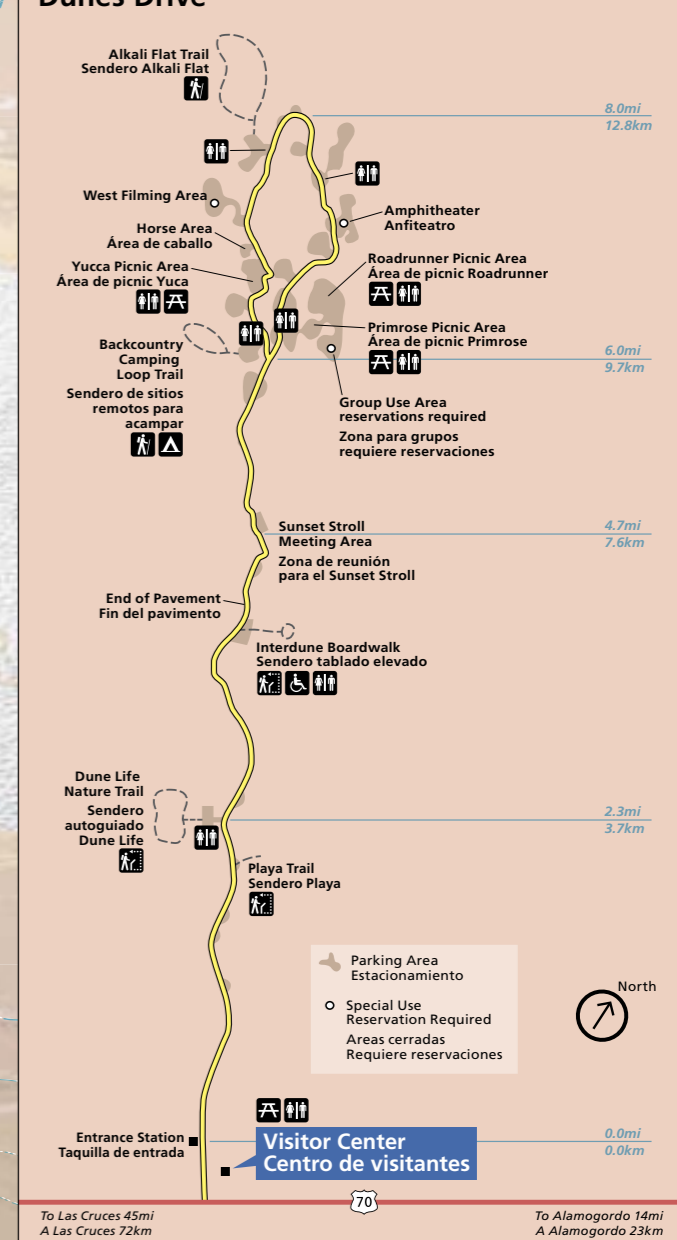 Dunes Drive
Alkali Flat Trail
Sendero Alkali Flat
8.0mi
12.8km
West Filming Area
Amphitheater
Anfiteatro
Horse Area
Área de caballo
Yucca Picnic Area
Área de picnic Yuca
Roadrunner Picnic Area
Área de picnic Roadrunner
Primrose Picnic Area
Área de picnic Primrose
Backcountry
Camping
Loop Trail
Sendero de sitios
remotos para
acampar
6.0mi
9.7km
Group Use Area
reservations required
Zona para grupos
requiere reservaciones
Sunset Stroll
Meeting Area
Zona de reunión
para el Sunset Stroll
4.7mi
7.6km
End of Pavement
Fin del pavimento
Interdune Boardwalk
Sendero tablado elevado
Dune Life
Nature Trail
Sendero
autoguiado
Dune Life
2.3mi
3.7km
Playa Trail
Sendero Playa
Parking Area
Estacionamiento
Special Use
Reservation Required
Areas cerradas
Requiere reservaciones
North
Entrance Station
Taquilla de entrada
Visitor Center
Centro de visitantes
0.0mi
0.0km
70
To Las Cruces 45mi
A Las Cruces 72km
To Alamogordo 14mi
A Alamogordo 23km